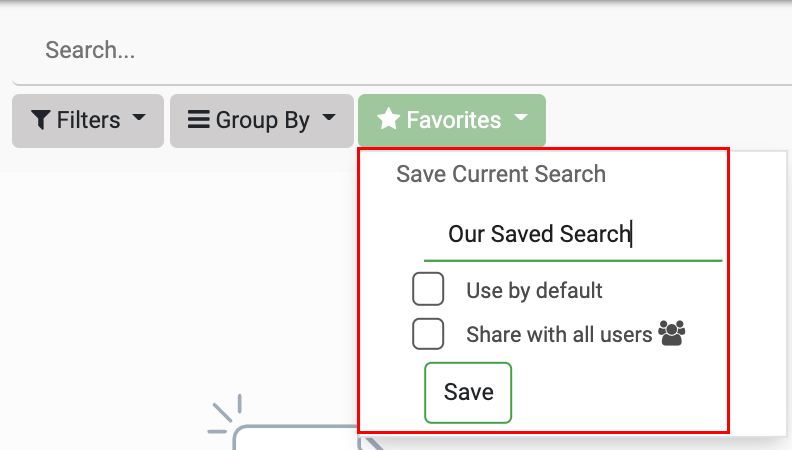 Search...
Filters Group By Favorites
Save Current Search
Our Saved Search
Use by default
Share with all users
Save